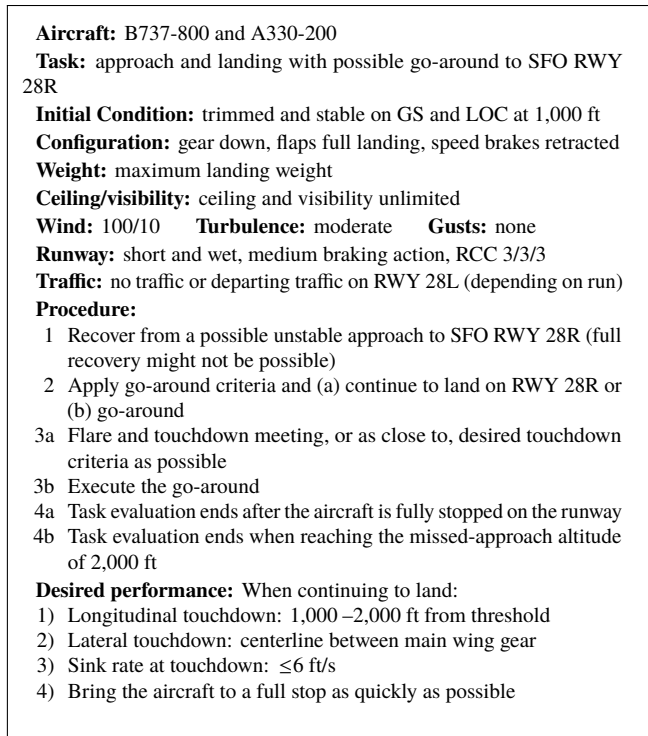 Aircraft: B737-800 and A330-200
Task: approach and landing with possible go-around to SFO RWY
28R
Initial Condition: trimmed and stable on GS and LOC at 1,000 ft
Configuration: gear down, flaps full landing, speed brakes retracted
Weight: maximum landing weight
Ceiling/visibility: ceiling and visibility unlimited
Wind: 100/10 Turbulence: moderate Gusts: none
Runway: short and wet, medium braking action, RCC 3/3/3
Traffic: no traffic or departing traffic on RWY 28L (depending on run)
Procedure:
1 Recover from a possible unstable approach to SFO RWY 28R (full
recovery might not be possible)
2 Apply go-around criteria and (a) continue to land on RWY 28R or
(b) go-around
3a Flare and touchdown meeting, or as close to, desired touchdown
criteria as possible
3b Execute the go-around
4a Task evaluation ends after the aircraft is fully stopped on the runway
4b Task evaluation ends when reaching the missed-approach altitude
of 2,000 ft
Desired performance: When continuing to land:
1) Longitudinal touchdown: 1,000 –2,000 ft from threshold
2) Lateral touchdown: centerline between main wing gear
3) Sink rate at touchdown: ≤6 ft/s
4) Bring the aircraft to a full stop as quickly as possible